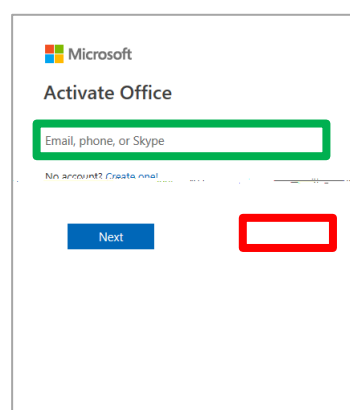 Microsoft
Activate Office
Email, phone, or Skype
No account? Create one!
Next